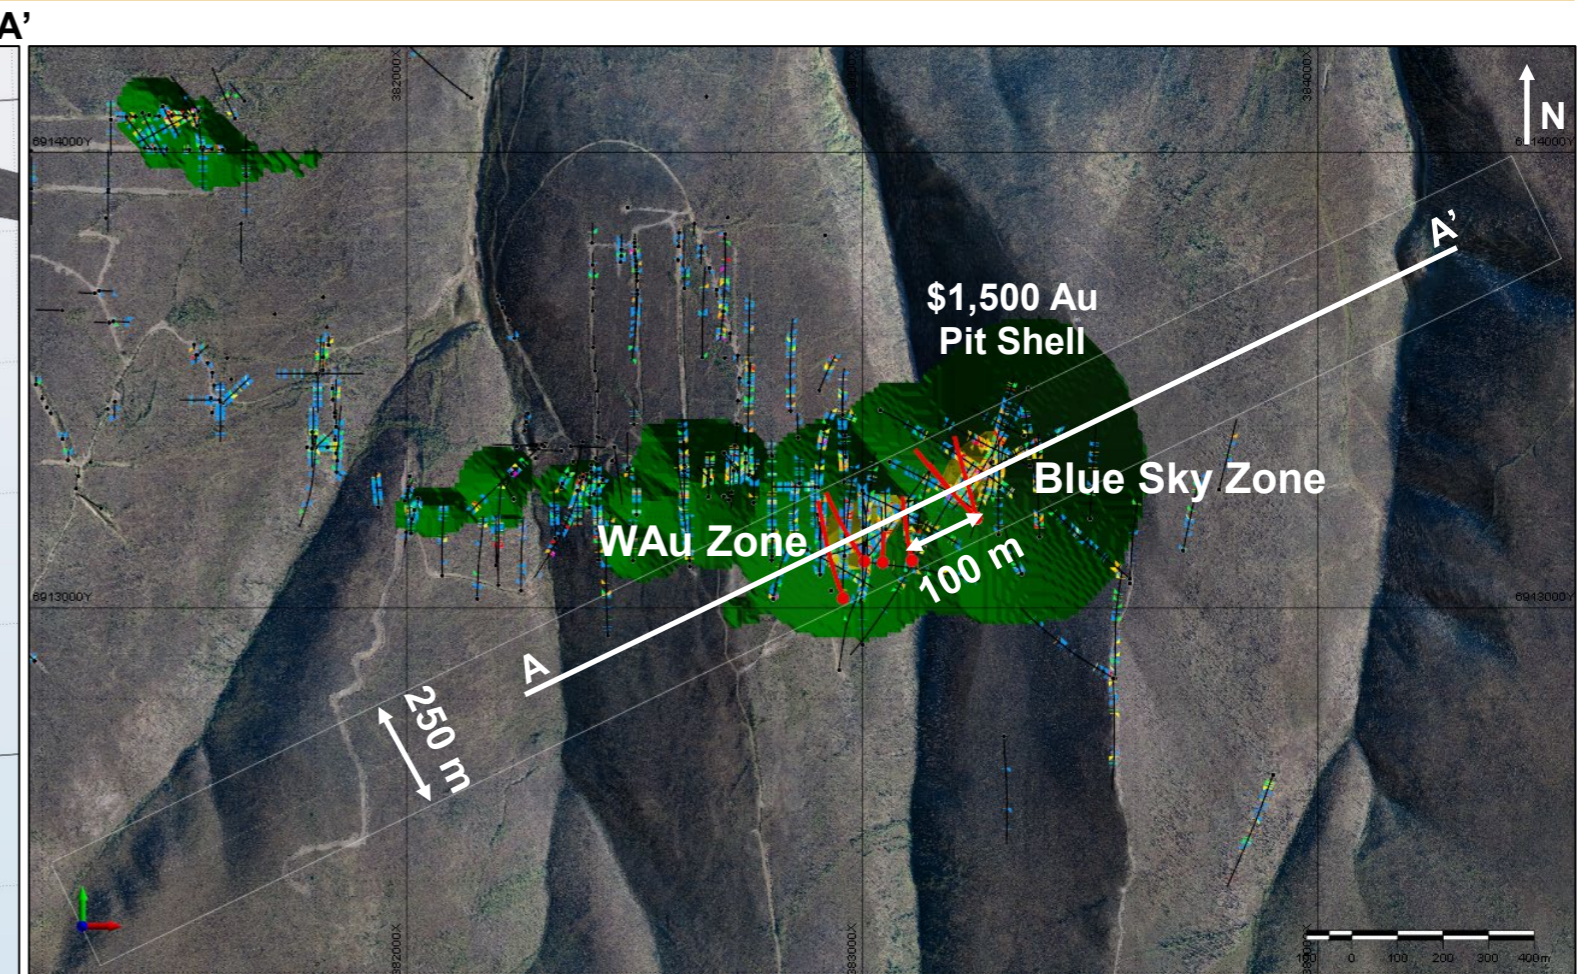 A’
382000X
384000X
N
6914000Y
6914000Y
A’
$1,500 Au
Pit Shell
Blue Sky Zone
WAu Zone
100 m
6913000Y
6913000Y
A
250 m
382000X
383000X
0
100
200
300
400m